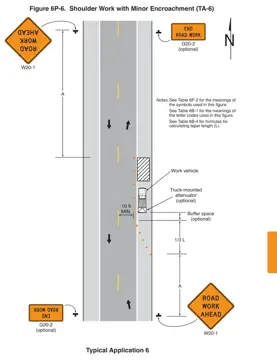 Figure 6P-6. Shoulder Work with Minor Encroachment (TA-6)
ROAD
WORK
AHEAD
W20-1
END
ROAD WORK
G20-2
(optional)
N
Notes: See Table 6P-2 for the meanings of
the symbols used in this figure.
See Table 6B-1 for the meanings of
the letter codes used in this figure.
See Table 6B-4 for formulas for
calculating taper length (L).
A
Work vehicle
Truck-mounted
attenuator
(optional)
10 ft
MIN.
Buffer space
(optional)
1/3 L
A
END
ROAD WORK
G20-2
(optional)
ROAD
WORK
AHEAD
W20-1
Typical Application 6